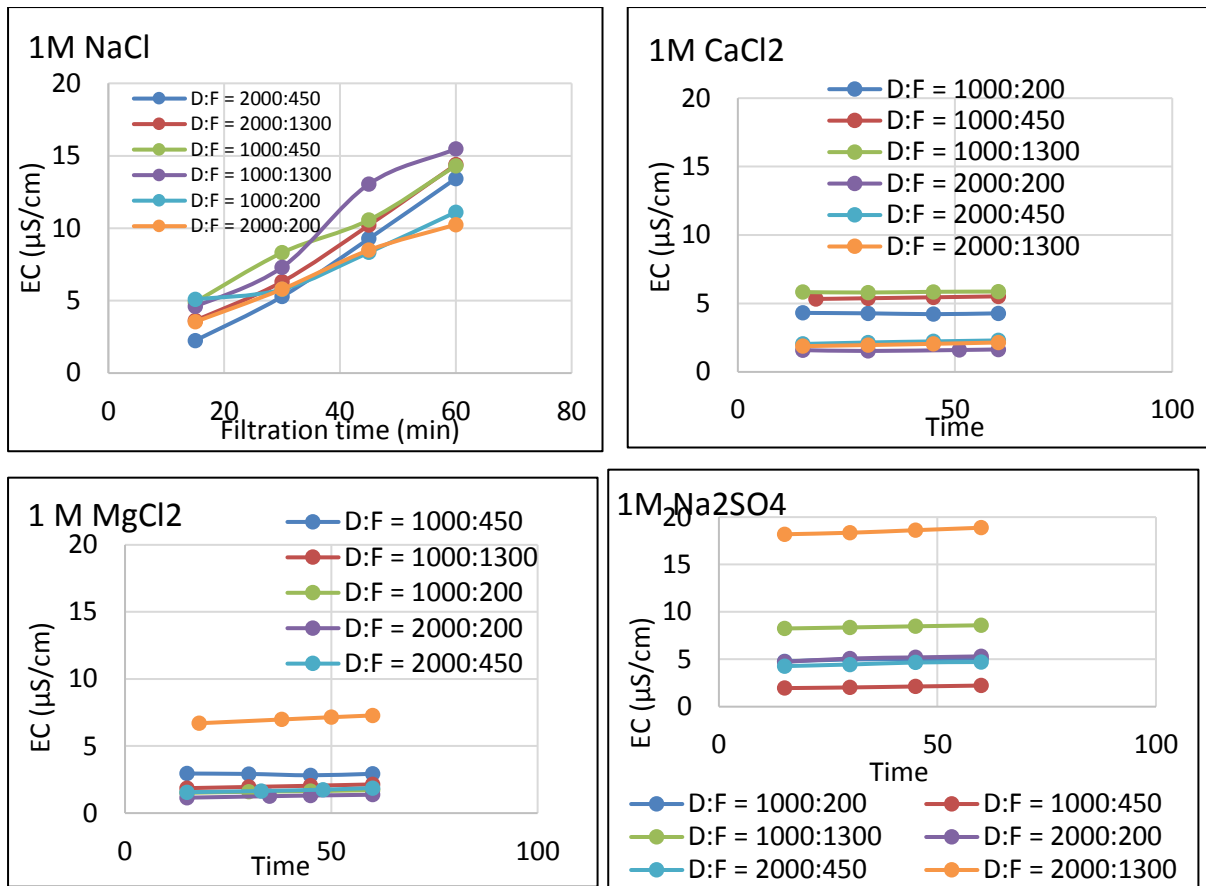 1M NaCl
EC (µS/cm)
20
15
10
5
0
0 20 40 60 80
Filtration time (min)
D:F = 2000:450
D:F = 2000:1300
D:F = 1000:450
D:F = 1000:1300
D:F = 1000:200
D:F = 2000:200
1M CaCl2
EC (µS/cm)
20
15
10
5
0
0 50 100
Time
D:F = 1000:200
D:F = 1000:450
D:F = 1000:1300
D:F = 2000:200
D:F = 2000:450
D:F = 2000:1300
1 M MgCl2
EC (µS/cm)
20
15
10
5
0
0 50 100
Time
D:F = 1000:450
D:F = 1000:1300
D:F = 1000:200
D:F = 2000:200
D:F = 2000:450
1M Na2SO4
EC (µS/cm)
20
15
10
5
0
0 50 100
Time
D:F = 1000:200 D:F = 1000:450
D:F = 1000:1300 D:F = 2000:200
D:F = 2000:450 D:F = 2000:1300